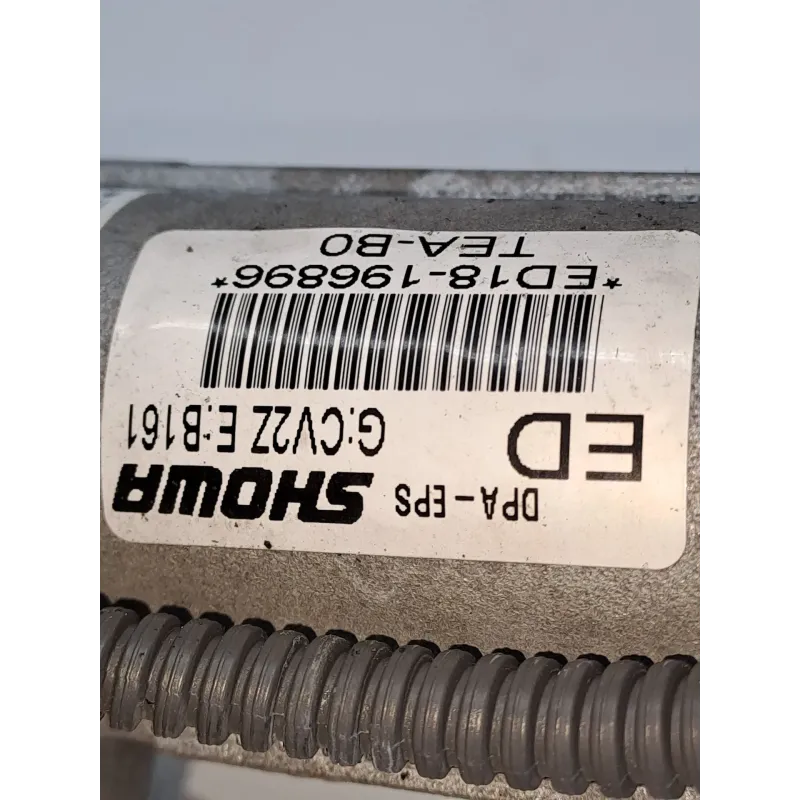 DPA-EPS SHOWA
ED G:CV2Z E:B161
*ED18-196896*
TEA-B0